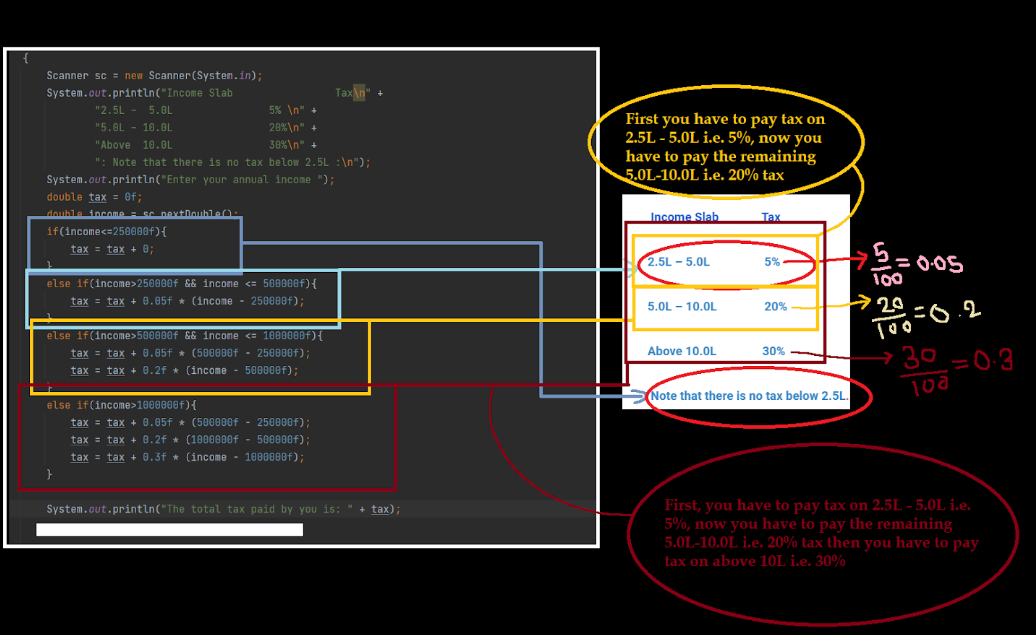 {
Scanner sc = new Scanner(System.in);
System.out.println("Income Slab Tax\n" +
"2.5L - 5.0L 5% \n" +
"5.0L - 10.0L 20%\n" +
"Above 10.0L 30%\n" +
": Note that there is no tax below 2.5L :\n");
System.out.println("Enter your annual income ");
double tax = 0f;
double income = sc.nextDouble();
if(income<=250000f){
tax = tax + 0;
}
else if(income>250000f && income <= 500000f){
tax = tax + 0.05f * (income - 250000f);
}
else if(income>500000f && income <= 1000000f){
tax = tax + 0.05f * (500000f - 250000f);
tax = tax + 0.2f * (income - 500000f);
}
else if(income>1000000f){
tax = tax + 0.05f * (500000f - 250000f);
tax = tax + 0.2f * (1000000f - 500000f);
tax = tax + 0.3f * (income - 1000000f);
}
System.out.println("The total tax paid by you is: " + tax);
First you have to pay tax on
2.5L - 5.0L i.e. 5%, now you
have to pay the remaining
5.0L-10.0L i.e. 20% tax
Income Slab Tax
2.5L – 5.0L 5%
5.0L – 10.0L 20%
Above 10.0L 30%
Note that there is no tax below 2.5L.
5/100 = 0.05
20/100 = 0.2
30/100 = 0.3
First, you have to pay tax on 2.5L - 5.0L i.e.
5%, now you have to pay the remaining
5.0L-10.0L i.e. 20% tax then you have to pay
tax on above 10L i.e. 30%